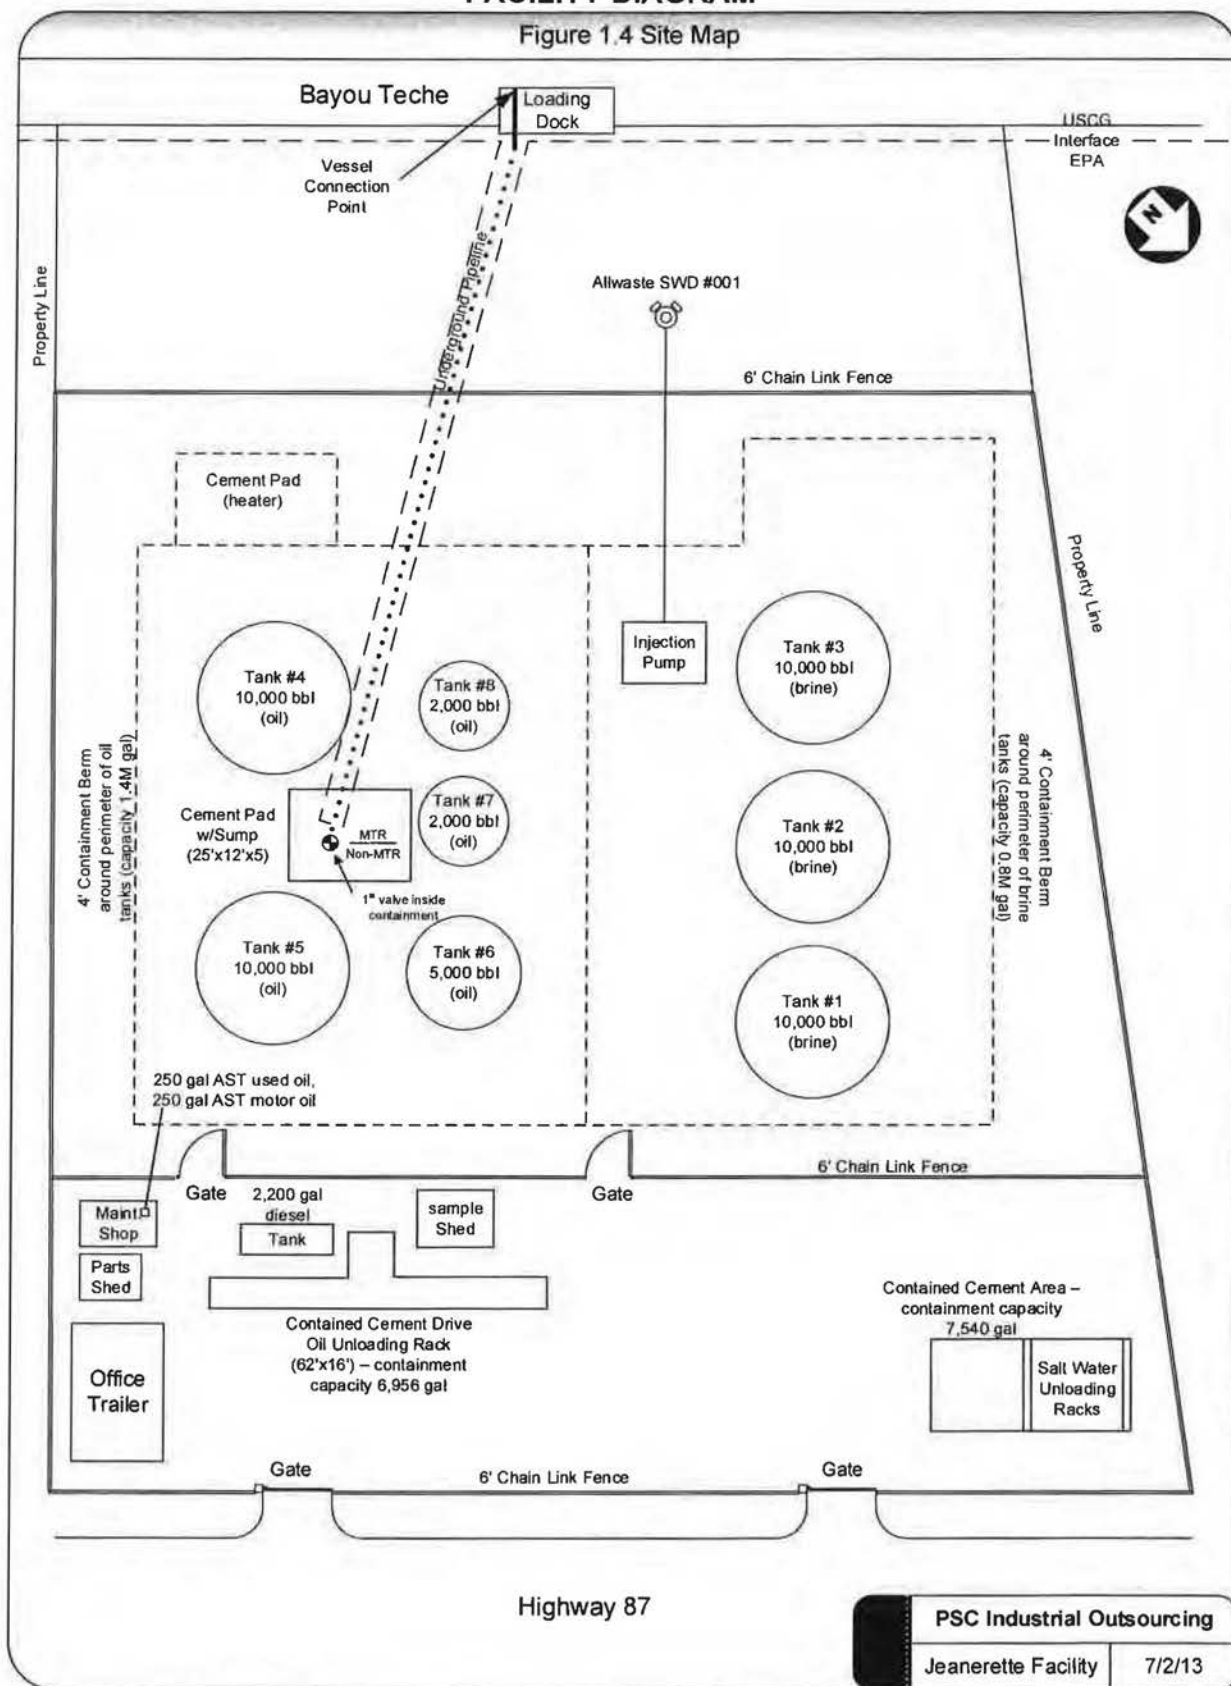 FACILITY DIAGRAM
Figure 1.4 Site Map
Bayou Teche
Loading
Dock
USCG
Interface
EPA
Vessel
Connection
Point
N
Property Line
Underground Pipeline
Allwaste SWD #001
6' Chain Link Fence
Cement Pad
(heater)
Property Line
Injection
Pump
Tank #3
10,000 bbl
(brine)
Tank #4
10,000 bbl
(oil)
Tank #8
2,000 bbl
(oil)
4' Containment Berm
around perimeter of oil
tanks (capacity 1.4M gal)
4' Containment Berm
around perimeter of brine
tanks (capacity 0.8M gal)
Cement Pad
w/Sump
(25'x12'x5)
MTR
Non-MTR
Tank #7
2,000 bbl
(oil)
Tank #2
10,000 bbl
(brine)
1" valve inside
containment
Tank #5
10,000 bbl
(oil)
Tank #6
5,000 bbl
(oil)
Tank #1
10,000 bbl
(brine)
250 gal AST used oil,
250 gal AST motor oil
6' Chain Link Fence
Gate
Gate
2,200 gal
diesel
Tank
sample
Shed
Maint.
Shop
Parts
Shed
Contained Cement Drive
Oil Unloading Rack
(62'x16') – containment
capacity 6,956 gal
Contained Cement Area –
containment capacity
7,540 gal
Salt Water
Unloading
Racks
Office
Trailer
Gate
6' Chain Link Fence
Gate
Highway 87
PSC Industrial Outsourcing
Jeanerette Facility
7/2/13